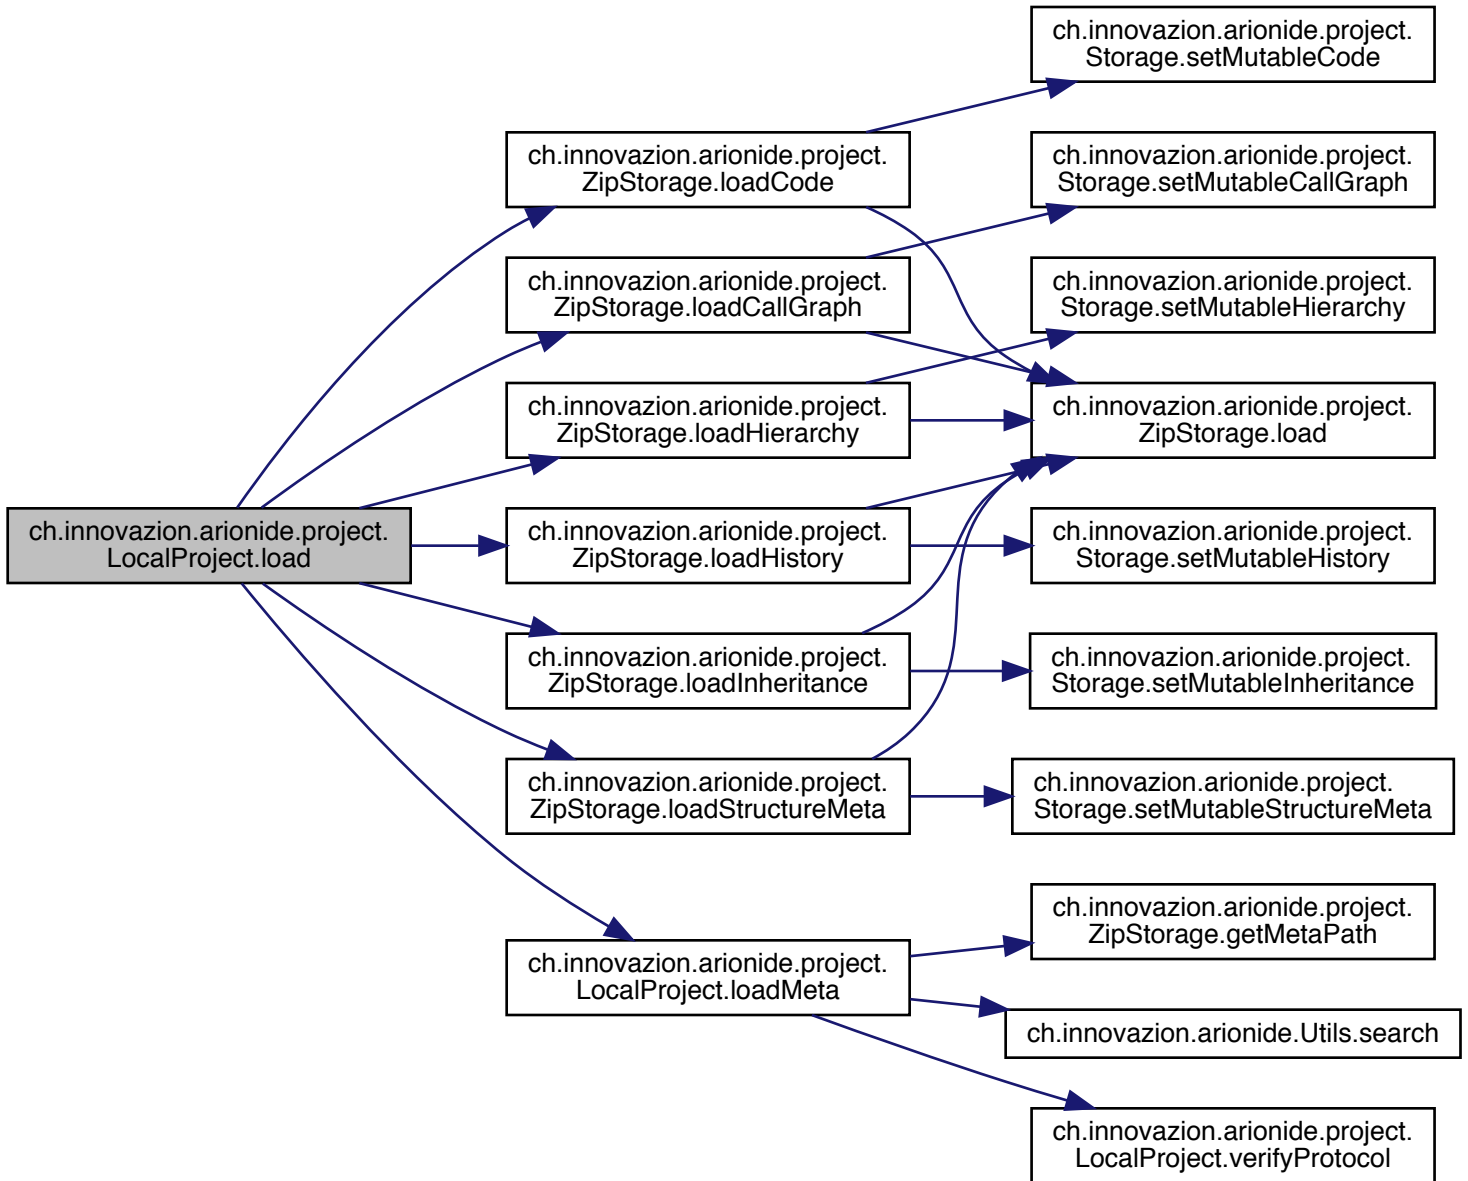 ch.innovazion.arionide.project.
LocalProject.load
ch.innovazion.arionide.project.
ZipStorage.loadCode
ch.innovazion.arionide.project.
ZipStorage.loadCallGraph
ch.innovazion.arionide.project.
ZipStorage.loadHierarchy
ch.innovazion.arionide.project.
ZipStorage.loadHistory
ch.innovazion.arionide.project.
ZipStorage.loadInheritance
ch.innovazion.arionide.project.
ZipStorage.loadStructureMeta
ch.innovazion.arionide.project.
LocalProject.loadMeta
ch.innovazion.arionide.project.
Storage.setMutableCode
ch.innovazion.arionide.project.
Storage.setMutableCallGraph
ch.innovazion.arionide.project.
Storage.setMutableHierarchy
ch.innovazion.arionide.project.
ZipStorage.load
ch.innovazion.arionide.project.
Storage.setMutableHistory
ch.innovazion.arionide.project.
Storage.setMutableInheritance
ch.innovazion.arionide.project.
Storage.setMutableStructureMeta
ch.innovazion.arionide.project.
ZipStorage.getMetaPath
ch.innovazion.arionide.Utils.search
ch.innovazion.arionide.project.
LocalProject.verifyProtocol